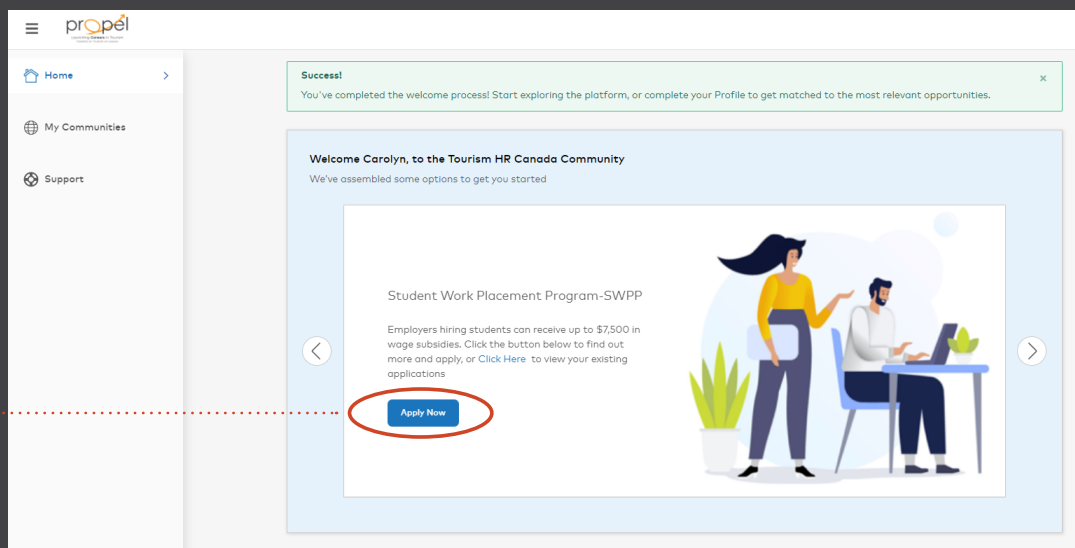 propel
Launching Careers in Tourism
Home
My Communities
Support
Success!
You've completed the welcome process! Start exploring the platform, or complete your Profile to get matched to the most relevant opportunities.
Welcome Carolyn, to the Tourism HR Canada Community
We've assembled some options to get you started
Student Work Placement Program-SWPP
Employers hiring students can receive up to $7,500 in
wage subsidies. Click the button below to find out
more and apply, or Click Here to view your existing
applications
Apply Now